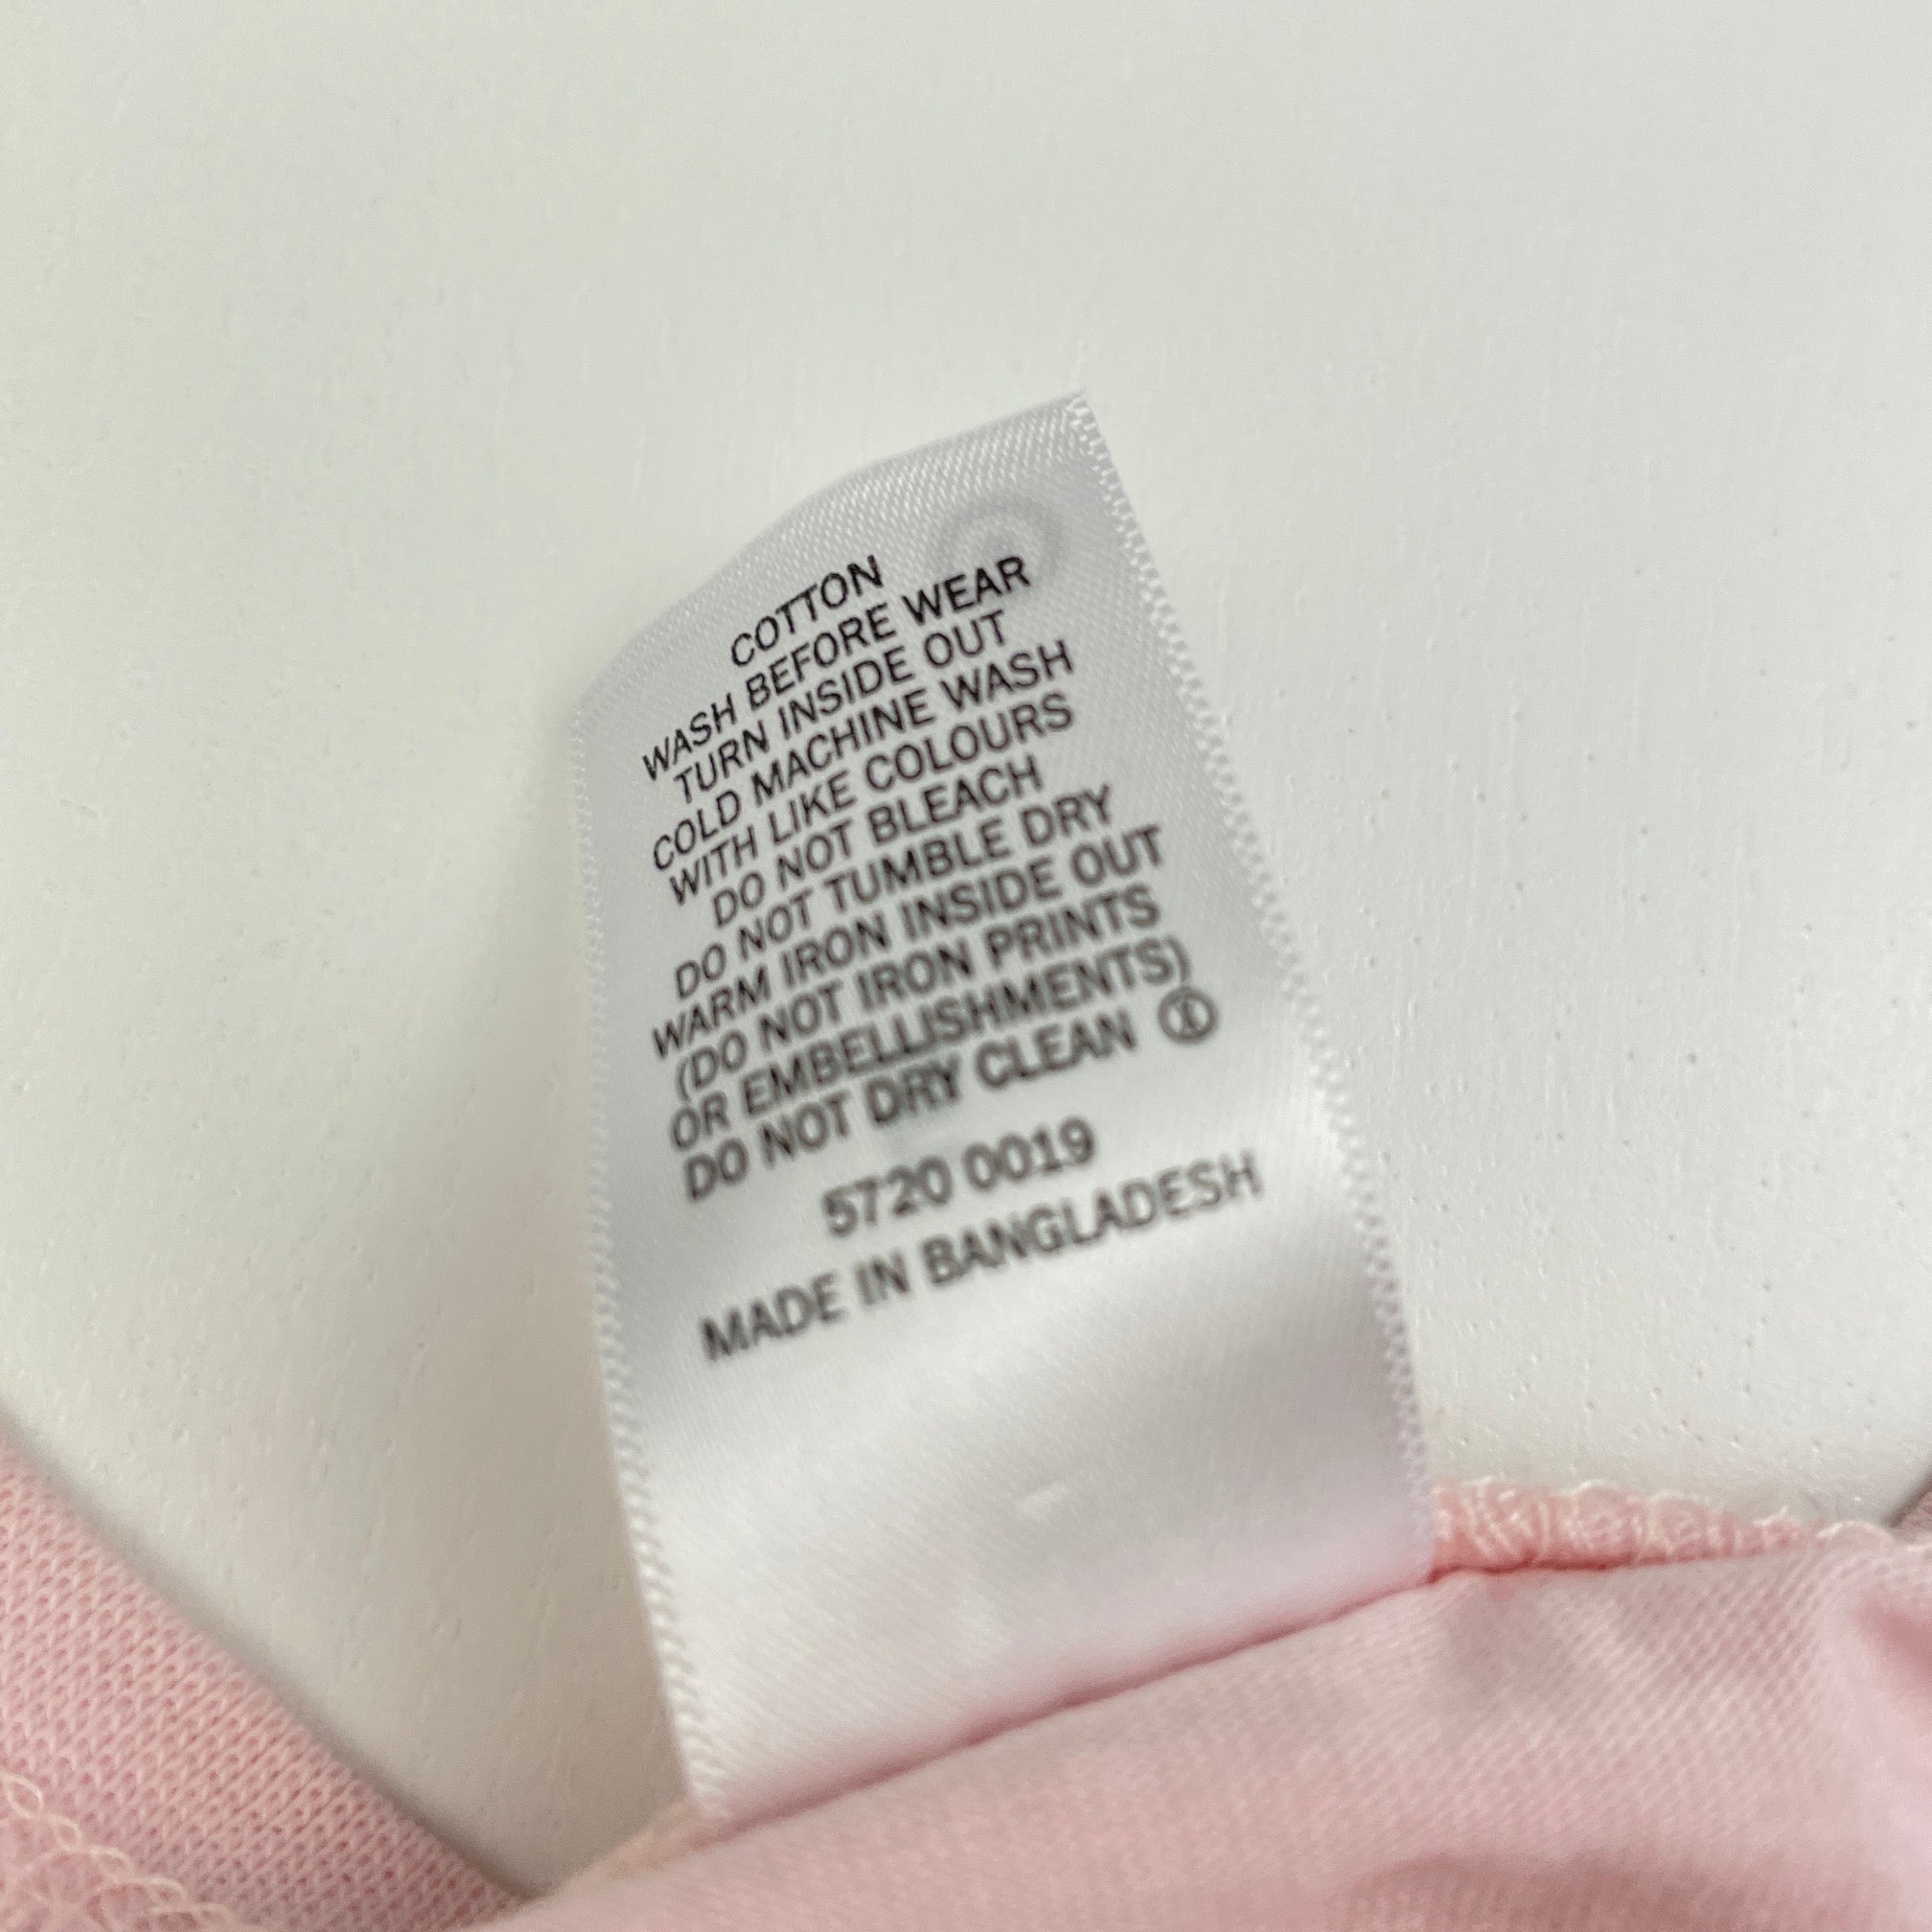 COTTON
WASH BEFORE WEAR
TURN INSIDE OUT
COLD MACHINE WASH
WITH LIKE COLOURS
DO NOT BLEACH
DO NOT TUMBLE DRY
WARM IRON INSIDE OUT
(DO NOT IRON PRINTS
OR EMBELLISHMENTS)
DO NOT DRY CLEAN
5720 0019
MADE IN BANGLADESH